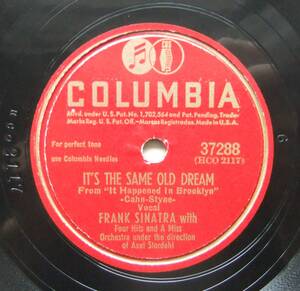 COLUMBIA
Reg'd. under U.S. Pat. No. 1,702,564 and Pat. Pending. Trade-
Marks Reg. U.S. Pat. Off.-Marcas Registradas. Made in U.S.A.
For perfect tone
use Columbia Needles
37288
(HCO 2117)
IT'S THE SAME OLD DREAM
From "It Happened in Brooklyn"
-Cahn-Styne-
Vocal
FRANK SINATRA with
Four Hits and A Miss
Orchestra under the direction
of Axel Stordahl
6